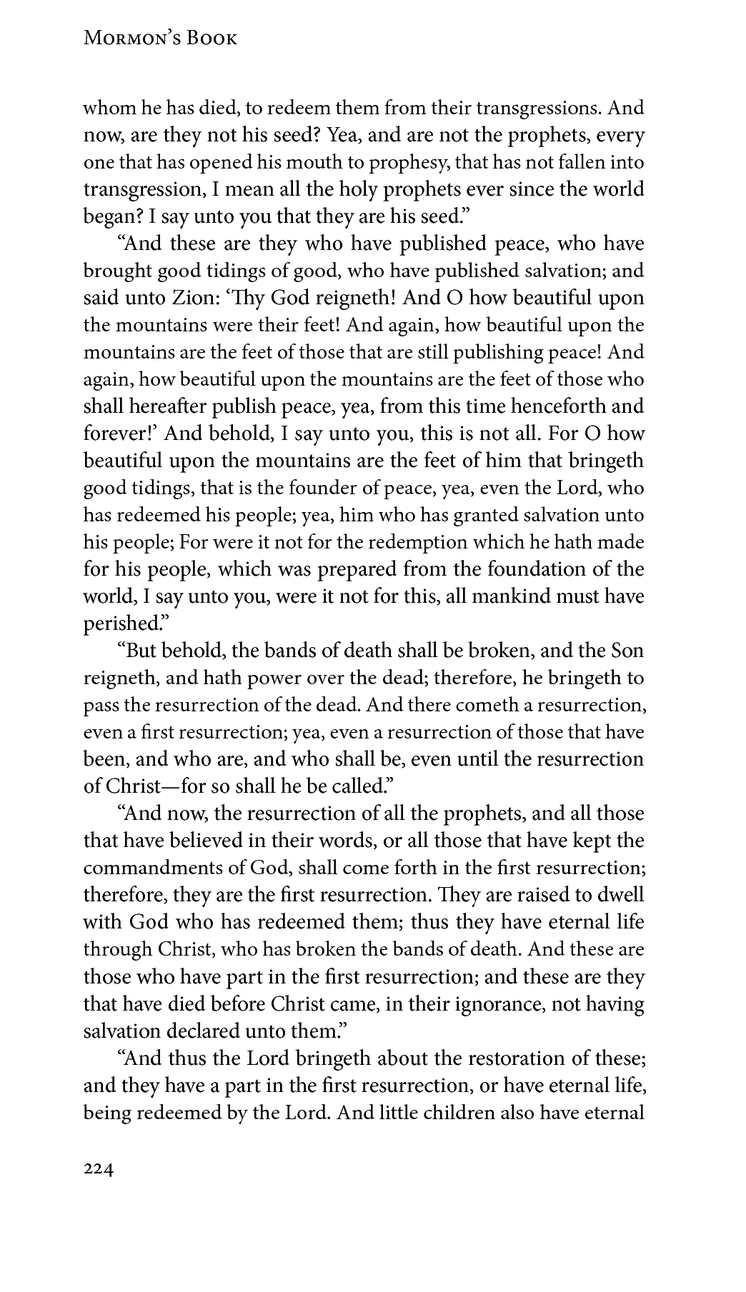 Mormon’s Book
whom he has died, to redeem them from their transgressions. And
now, are they not his seed? Yea, and are not the prophets, every
one that has opened his mouth to prophesy, that has not fallen into
transgression, I mean all the holy prophets ever since the world
began? I say unto you that they are his seed.”
“And these are they who have published peace, who have
brought good tidings of good, who have published salvation; and
said unto Zion: ‘Thy God reigneth! And O how beautiful upon
the mountains were their feet! And again, how beautiful upon the
mountains are the feet of those that are still publishing peace! And
again, how beautiful upon the mountains are the feet of those who
shall hereafter publish peace, yea, from this time henceforth and
forever!’ And behold, I say unto you, this is not all. For O how
beautiful upon the mountains are the feet of him that bringeth
good tidings, that is the founder of peace, yea, even the Lord, who
has redeemed his people; yea, him who has granted salvation unto
his people; For were it not for the redemption which he hath made
for his people, which was prepared from the foundation of the
world, I say unto you, were it not for this, all mankind must have
perished.”
“But behold, the bands of death shall be broken, and the Son
reigneth, and hath power over the dead; therefore, he bringeth to
pass the resurrection of the dead. And there cometh a resurrection,
even a first resurrection; yea, even a resurrection of those that have
been, and who are, and who shall be, even until the resurrection
of Christ—for so shall he be called.”
“And now, the resurrection of all the prophets, and all those
that have believed in their words, or all those that have kept the
commandments of God, shall come forth in the first resurrection;
therefore, they are the first resurrection. They are raised to dwell
with God who has redeemed them; thus they have eternal life
through Christ, who has broken the bands of death. And these are
those who have part in the first resurrection; and these are they
that have died before Christ came, in their ignorance, not having
salvation declared unto them.”
“And thus the Lord bringeth about the restoration of these;
and they have a part in the first resurrection, or have eternal life,
being redeemed by the Lord. And little children also have eternal
224